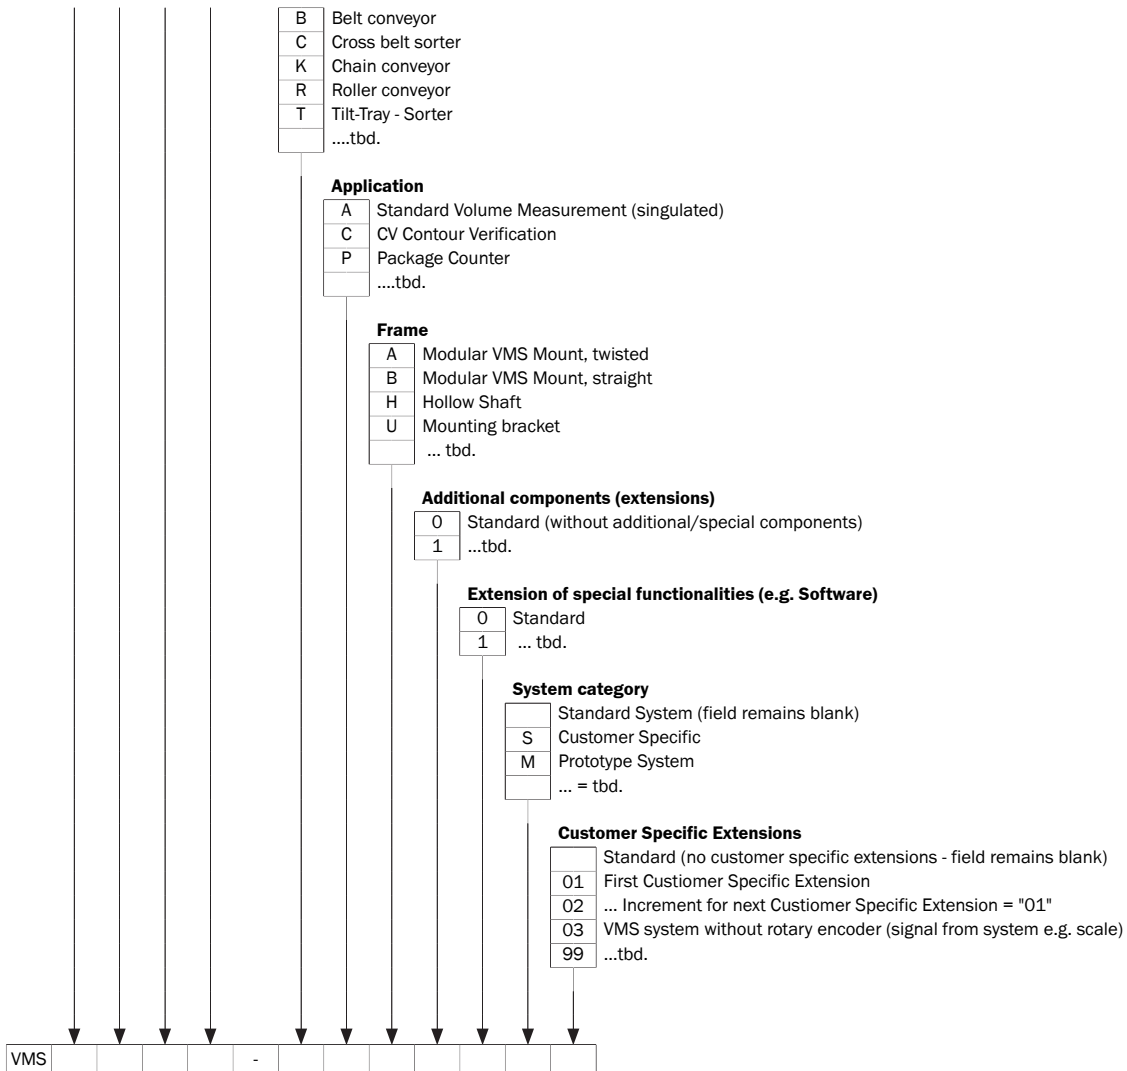 B Belt conveyor
C Cross belt sorter
K Chain conveyor
R Roller conveyor
T Tilt-Tray - Sorter
....tbd.
Application
A Standard Volume Measurement (singulated)
C CV Contour Verification
P Package Counter
....tbd.
Frame
A Modular VMS Mount, twisted
B Modular VMS Mount, straight
H Hollow Shaft
U Mounting bracket
... tbd.
Additional components (extensions)
0 Standard (without additional/special components)
1 ...tbd.
Extension of special functionalities (e.g. Software)
0 Standard
1 ... tbd.
System category
Standard System (field remains blank)
S Customer Specific
M Prototype System
... = tbd.
Customer Specific Extensions
Standard (no customer specific extensions - field remains blank)
01 First Custiomer Specific Extension
02 ... Increment for next Custiomer Specific Extension = "01"
03 VMS system without rotary encoder (signal from system e.g. scale)
99 ...tbd.
VMS -